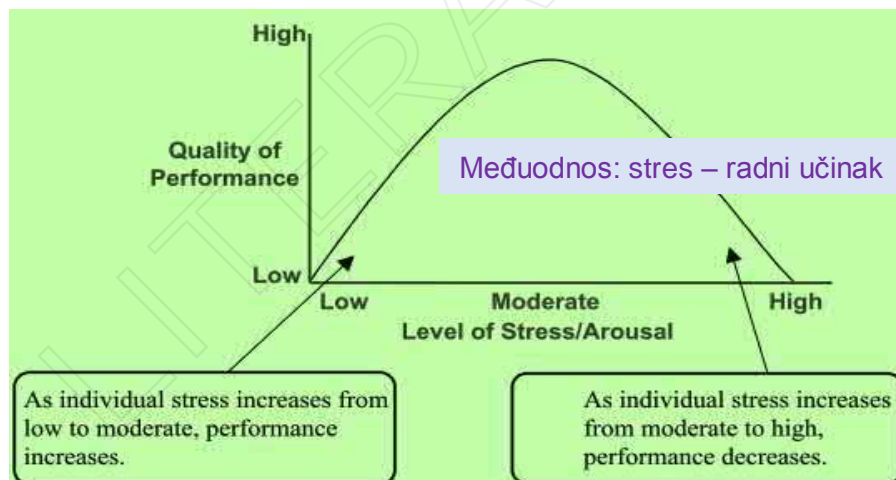 High
Quality of
Performance
Međuodnos: stres – radni učinak
Low
Low
Moderate
High
Level of Stress/Arousal
As individual stress increases from
low to moderate, performance
increases.
As individual stress increases
from moderate to high,
performance decreases.